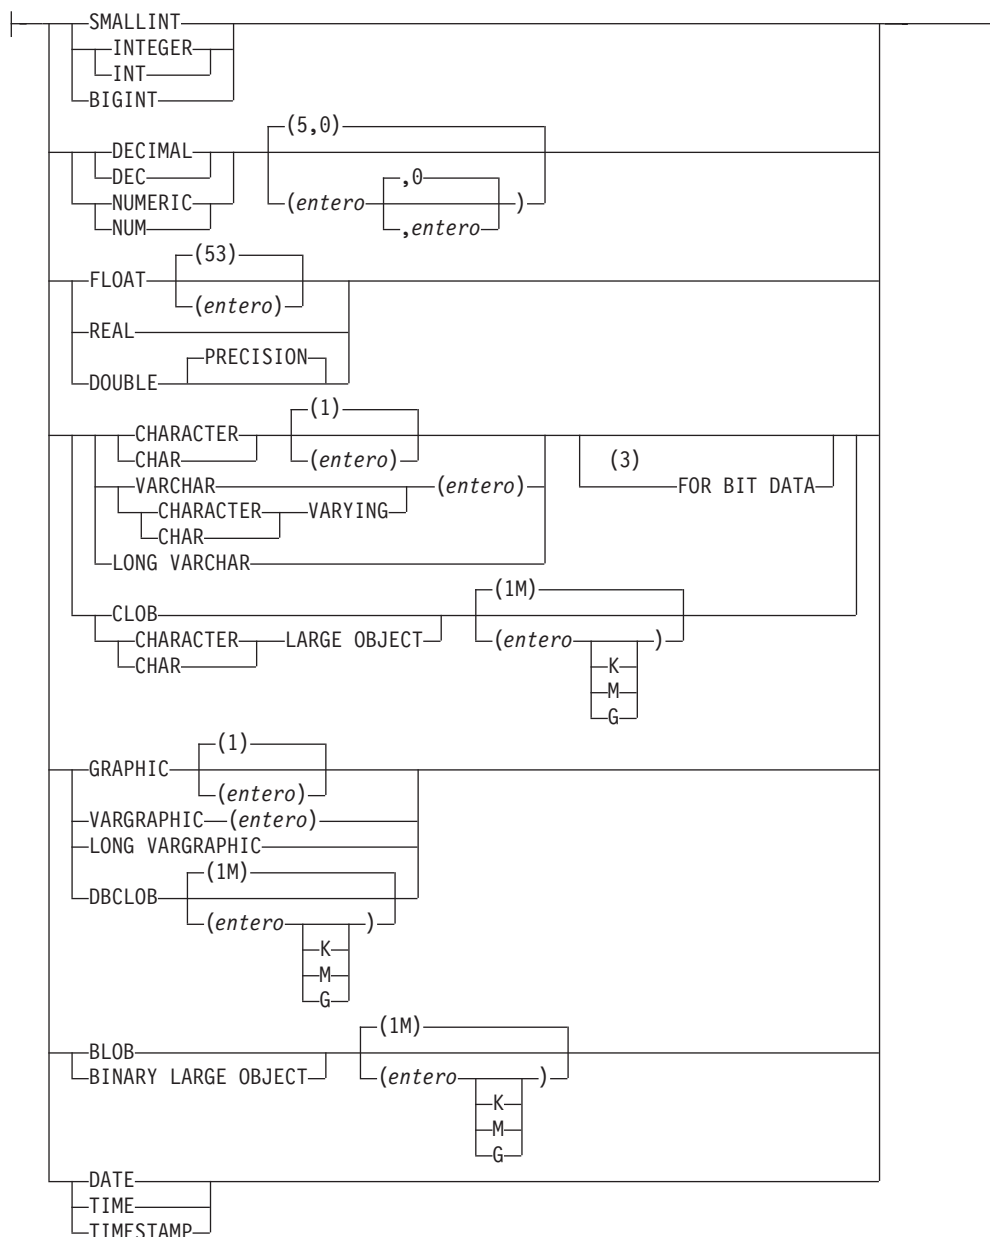 SMALLINT
INTEGER
INT
BIGINT
(5,0)
DECIMAL
DEC
,0
NUMERIC
(entero )
NUM
,entero
(53)
FLOAT
(entero)
REAL
PRECISION
DOUBLE
(1)
CHARACTER
CHAR
(entero)
(3)
VARCHAR
(entero)
FOR BIT DATA
CHARACTER VARYING
CHAR
LONG VARCHAR
(1M)
CLOB
CHARACTER LARGE OBJECT
(entero )
CHAR
K
M
G
(1)
GRAPHIC
(entero)
VARGRAPHIC (entero)
LONG VARGRAPHIC
(1M)
DBCLOB
(entero )
K
M
G
(1M)
BLOB
BINARY LARGE OBJECT
(entero )
K
M
G
DATE
TIME
TIMESTAMP